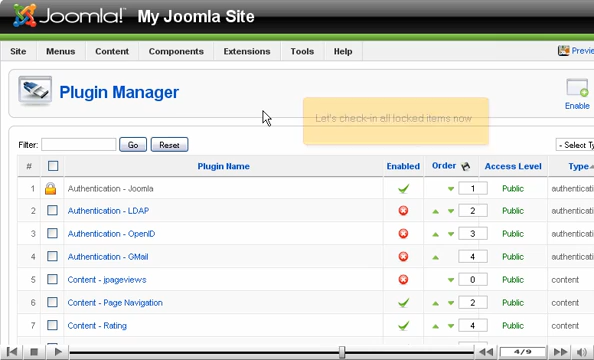 Joomla! My Joomla Site
Site Menus Content Components Extensions Tools Help Previe
Plugin Manager
Let's check-in all locked items now
Enable
Filter: Go Reset - Select Ty
# Plugin Name Enabled Order Access Level Type
1 Authentication - Joomla 1 Public authenticati
2 Authentication - LDAP 2 Public authenticati
3 Authentication - OpenID 3 Public authenticati
4 Authentication - GMail 4 Public authenticati
5 Content - jpageviews 0 Public content
6 Content - Page Navigation 2 Public content
7 Content - Rating 4 Public content
4/9